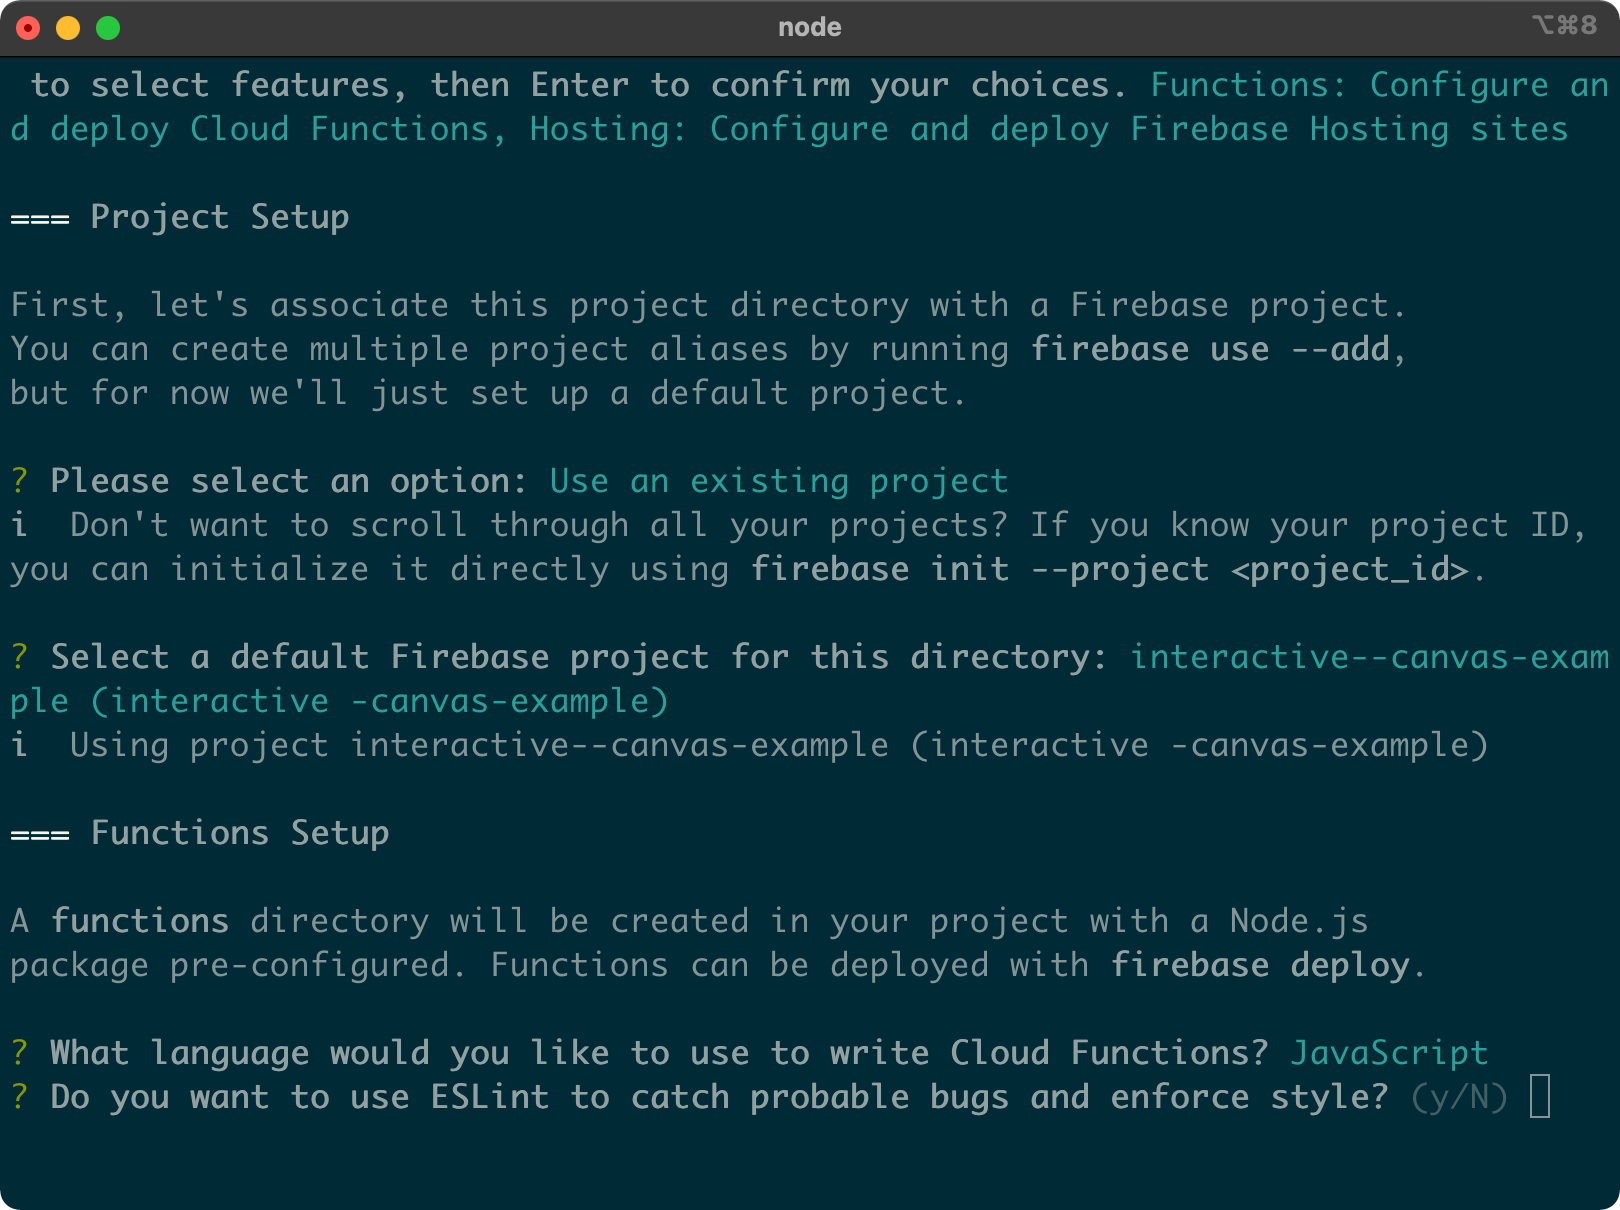 node
⌥⌘8
to select features, then Enter to confirm your choices. Functions: Configure an
d deploy Cloud Functions, Hosting: Configure and deploy Firebase Hosting sites
=== Project Setup
First, let's associate this project directory with a Firebase project.
You can create multiple project aliases by running firebase use --add,
but for now we'll just set up a default project.
? Please select an option: Use an existing project
i  Don't want to scroll through all your projects? If you know your project ID,
you can initialize it directly using firebase init --project <project_id>.
? Select a default Firebase project for this directory: interactive--canvas-exam
ple (interactive -canvas-example)
i  Using project interactive--canvas-example (interactive -canvas-example)
=== Functions Setup
A functions directory will be created in your project with a Node.js
package pre-configured. Functions can be deployed with firebase deploy.
? What language would you like to use to write Cloud Functions? JavaScript
? Do you want to use ESLint to catch probable bugs and enforce style? (y/N)